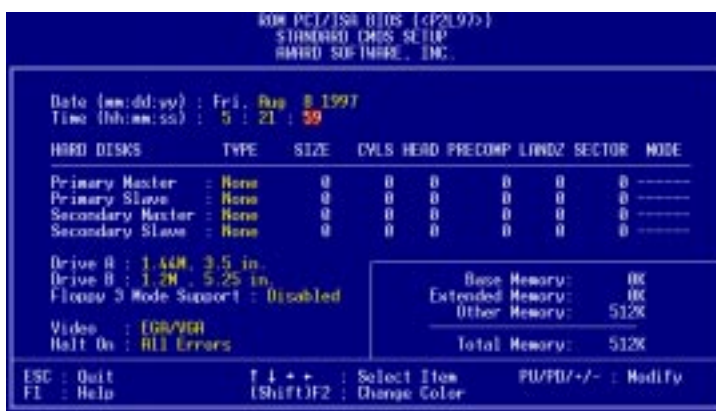 ROM PCI/ISA BIOS (<P2L97>)
STANDARD CMOS SETUP
AWARD SOFTWARE, INC.
Date (mm:dd:yy) : Fri, Aug 8 1997
Time (hh:mm:ss) : 5 : 21 : 59
HARD DISKS TYPE SIZE CYLS HEAD PRECOMP LANDZ SECTOR MODE
Primary Master : None 0 0 0 0 0 0 ------
Primary Slave : None 0 0 0 0 0 0 ------
Secondary Master : None 0 0 0 0 0 0 ------
Secondary Slave : None 0 0 0 0 0 0 ------
Drive A : 1.44M, 3.5 in.
Drive B : 1.2M , 5.25 in.
Floppy 3 Mode Support : Disabled
Video : EGA/VGA
Halt On : All Errors
Base Memory: 0K
Extended Memory: 0K
Other Memory: 512K
Total Memory: 512K
ESC : Quit ↑ ↓ → ← : Select Item PU/PD/+/- : Modify
F1 : Help (Shift)F2 : Change Color